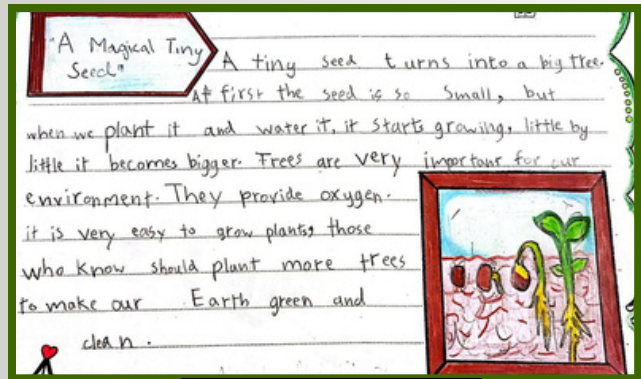 "A Magical Tiny
Seed"
A tiny seed turns into a big tree.
At first the seed is so small, but
when we plant it and water it, it starts growing, little by
little it becomes bigger. Trees are very important for our
environment. They provide oxygen.
it is very easy to grow plants, those
who know should plant more trees
to make our Earth green and
clean.